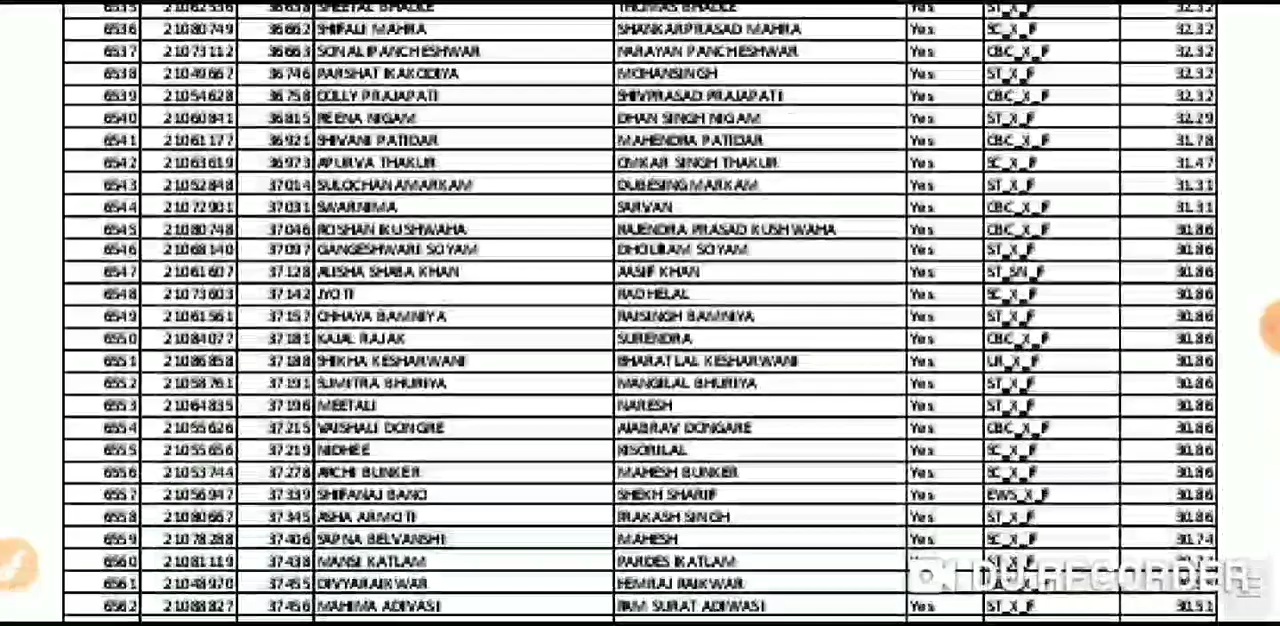 6536 21080749 36662 SHIFALI MAHRA SHANKARPRASAD MAHRA Yes SC_X_F 32.32
6537 21073112 36663 SONALI PANCHESHWAR NARAYAN PANCHESHWAR Yes OBC_X_F 32.32
6538 21049667 36746 PARSHAT IKAKODIYA MOHANSINGH Yes ST_X_F 32.32
6539 21054628 36758 DOLLY PRAJAPATI SHIVPRASAD PRAJAPATI Yes OBC_X_F 32.32
6540 21060841 36815 REENA NIGAM DHAN SINGH NIGAM Yes ST_X_F 32.29
6541 21061177 36921 SHIVANI PATIDAR MAHENDRA PATIDAR Yes OBC_X_F 31.78
6542 21063619 36973 APURVA THAKUR OMKAR SINGH THAKUR Yes SC_X_F 31.47
6543 21052848 37014 SULOCHANA MARKAM DUBESING MARKAM Yes ST_X_F 31.31
6544 21072901 37031 SWARNIMA SARVAN Yes OBC_X_F 31.31
6545 21080748 37046 ROSHANI KUSHWAHA RAJENDRA PRASAD KUSHWAHA Yes OBC_X_F 30.86
6546 21068140 37097 GANGESHWARI SOYAM DHOLIRAM SOYAM Yes ST_X_F 30.86
6547 21061607 37128 ALISHA SHABA KHAN AASIF KHAN Yes ST_SN_F 30.86
6548 21073603 37142 JYOTI RADHELAL Yes SC_X_F 30.86
6549 21061561 37157 CHHAYA BAMNIYA RAISINGH BAMNIYA Yes ST_X_F 30.86
6550 21084077 37181 KAJAL RAJAK SURENDRA Yes OBC_X_F 30.86
6551 21086858 37188 SHIKHA KESHARWANI BHARAT LAL KESHARWANI Yes UR_X_F 30.86
6552 21058761 37191 SUMITRA BHURIYA MANGILAL BHURIYA Yes ST_X_F 30.86
6553 21064835 37196 MEETALI NARESH Yes ST_X_F 30.86
6554 21055626 37215 VAISHALI DONGRE AJABRAV DONGARE Yes OBC_X_F 30.86
6555 21055656 37219 NIDHEE KISORILAL Yes SC_X_F 30.86
6556 21053744 37278 ARCHI BUNKER MAHESH BUNKER Yes SC_X_F 30.86
6557 21056947 37339 SHIFANAJ BANO SHEKH SHARIF Yes EWS_X_F 30.86
6558 21080667 37345 ASHA ARMOTI PRAKASH SINGH Yes ST_X_F 30.86
6559 21078288 37406 SAPNA BELVANSHI MAHESH Yes SC_X_F 30.74
6560 21081119 37438 MANSI KATLAM PARDES IKATLAM
6561 21048970 37455 DIVYA RAIKWAR HEMRAJ RAIKWAR
6562 21088827 37456 MAHIMA ADIVASI RAM SURAT ADIWASI Yes ST_X_F 30.51
DU RECORDER